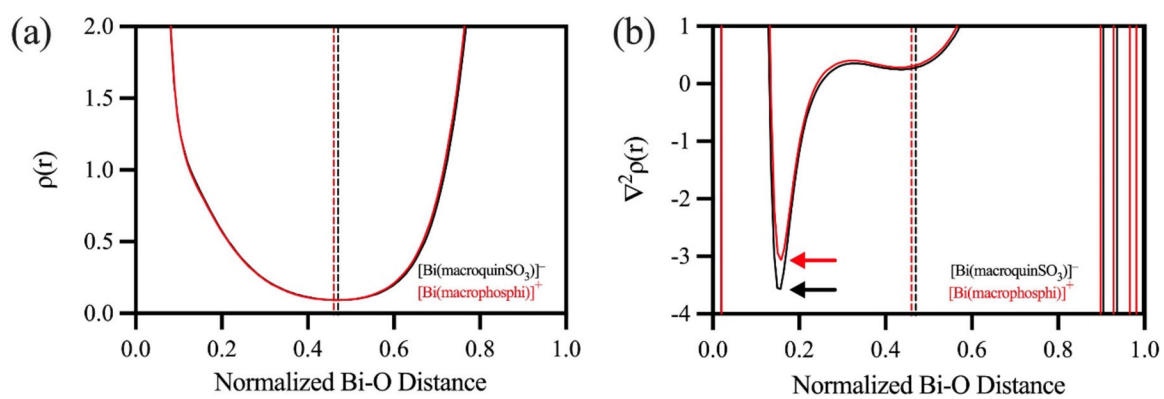 (a)
2.0
1.5
1.0
0.5
0.0
ρ(r)
[Bi(macroquinSO₃)]⁻
[Bi(macrophosphi)]⁺
0.0 0.2 0.4 0.6 0.8 1.0
Normalized Bi-O Distance
(b)
1
0
-1
-2
-3
-4
∇²ρ(r)
[Bi(macroquinSO₃)]⁻
[Bi(macrophosphi)]⁺
0.0 0.2 0.4 0.6 0.8 1.0
Normalized Bi-O Distance